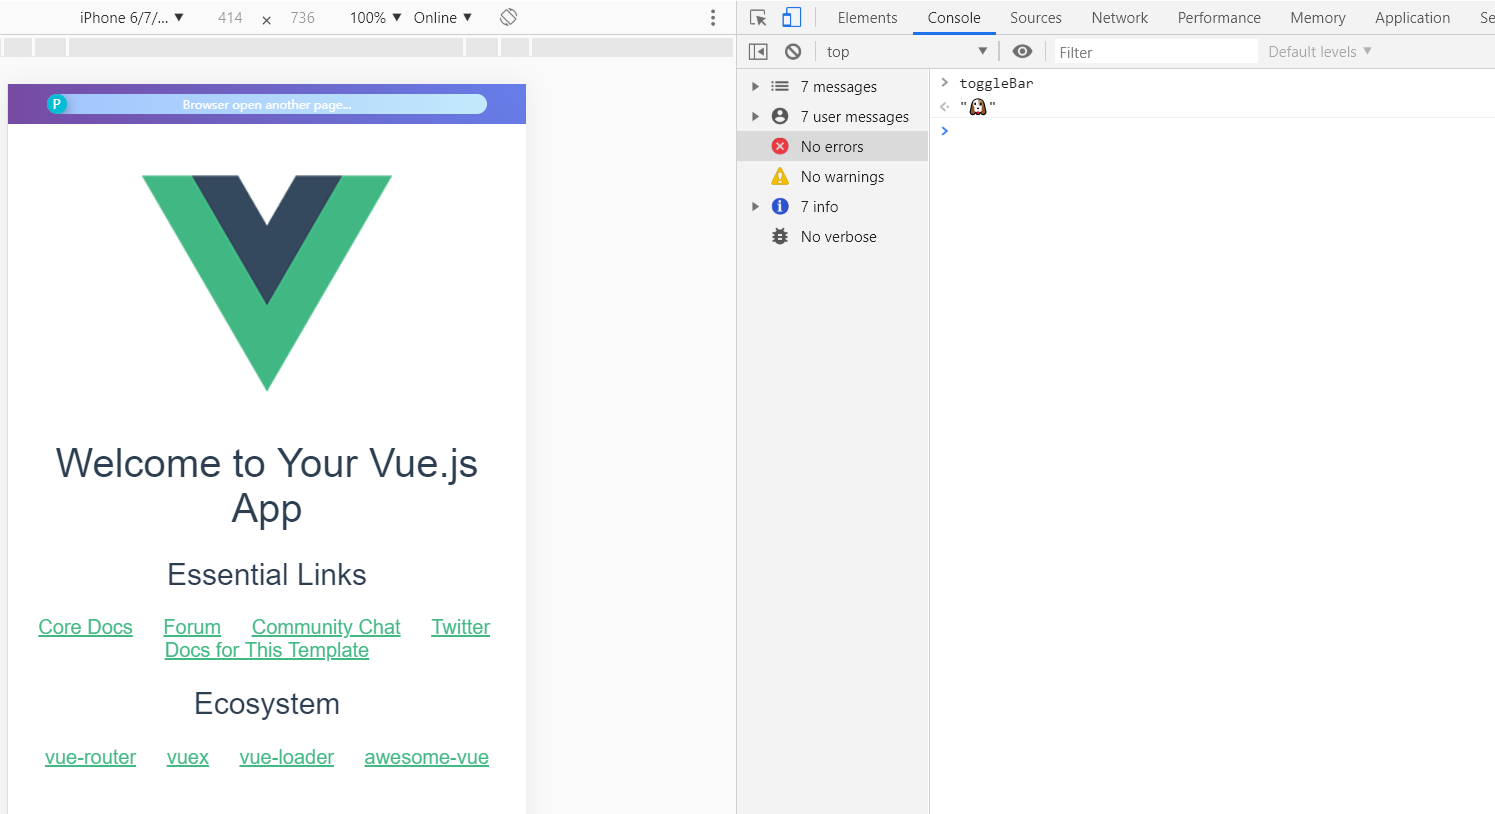 iPhone 6/7/... ▼ 414 × 736 100% ▼ Online ▼
Elements Console Sources Network Performance Memory Application Se
top ▼ Filter Default levels ▼
P Browser open another page...
Welcome to Your Vue.js
App
Essential Links
Core Docs Forum Community Chat Twitter
Docs for This Template
Ecosystem
vue-router vuex vue-loader awesome-vue
7 messages
7 user messages
No errors
No warnings
7 info
No verbose
> toggleBar
"🐶"
>